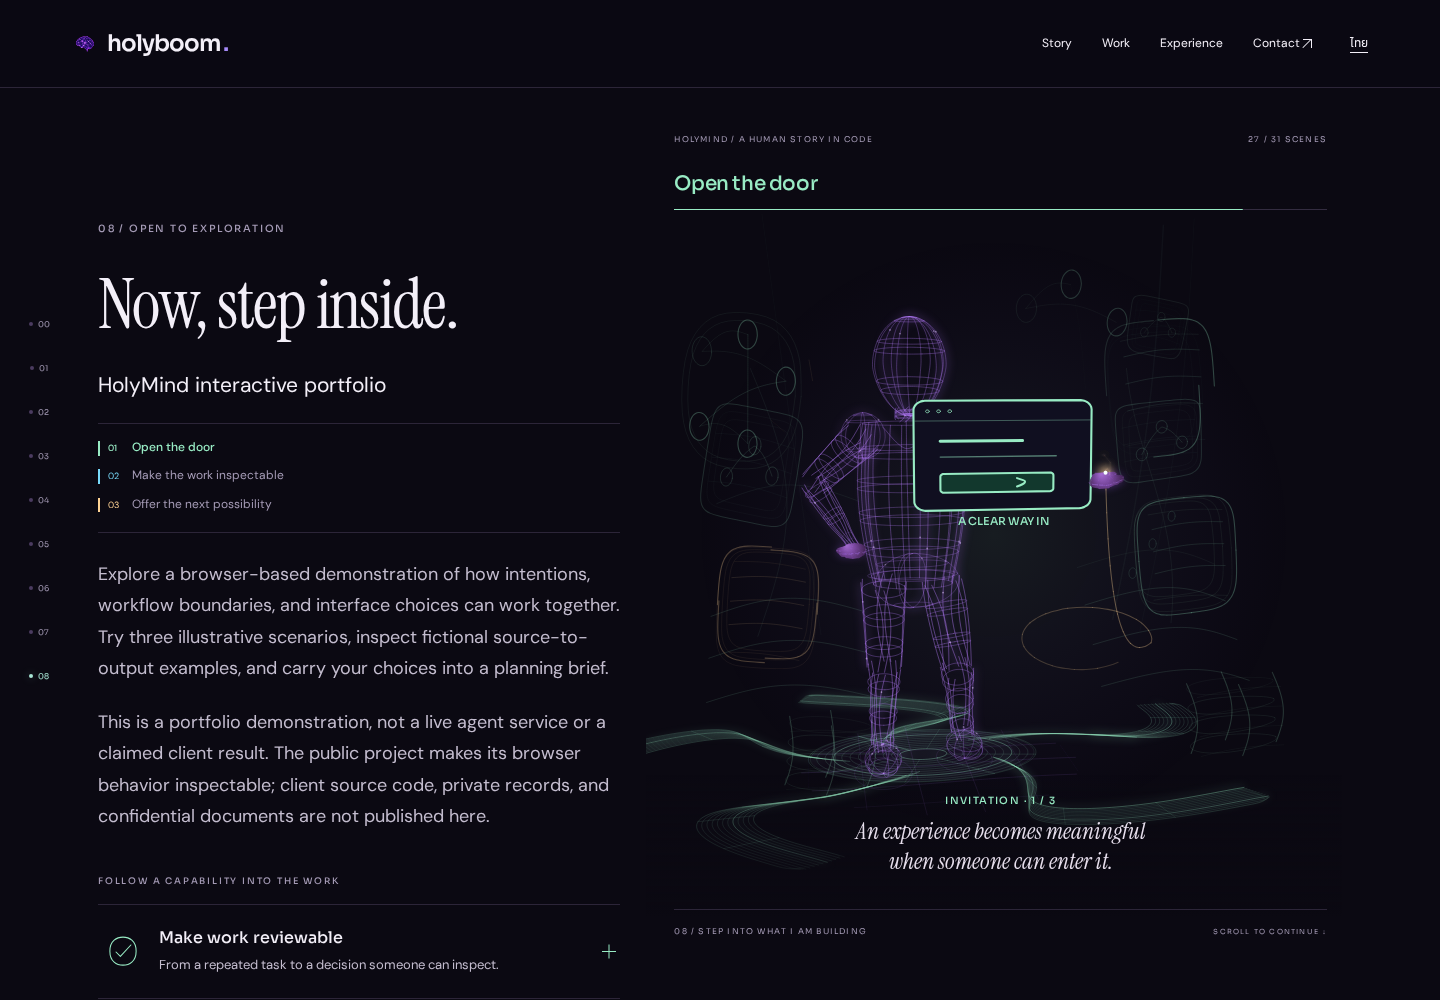 holyboom.
Story
Work
Experience
Contact
ไทย
00
01
02
03
04
05
06
07
08
08 / OPEN TO EXPLORATION
Now, step inside.
HolyMind interactive portfolio
01 Open the door
02 Make the work inspectable
03 Offer the next possibility
Explore a browser-based demonstration of how intentions,
workflow boundaries, and interface choices can work together.
Try three illustrative scenarios, inspect fictional source-to-
output examples, and carry your choices into a planning brief.
This is a portfolio demonstration, not a live agent service or a
claimed client result. The public project makes its browser
behavior inspectable; client source code, private records, and
confidential documents are not published here.
FOLLOW A CAPABILITY INTO THE WORK
Make work reviewable
From a repeated task to a decision someone can inspect.
HOLYMIND / A HUMAN STORY IN CODE
27 / 31 SCENES
Open the door
A CLEAR WAY IN
INVITATION · 1 / 3
An experience becomes meaningful
when someone can enter it.
08 / STEP INTO WHAT I AM BUILDING
SCROLL TO CONTINUE ↓